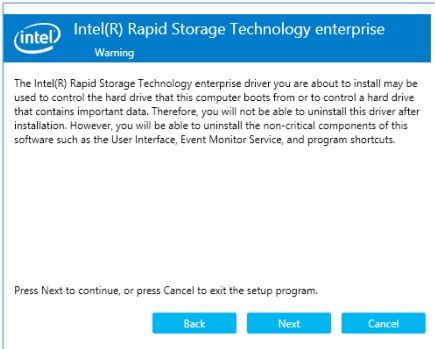 intel
Intel(R) Rapid Storage Technology enterprise
Warning
The Intel(R) Rapid Storage Technology enterprise driver you are about to install may be
used to control the hard drive that this computer boots from or to control a hard drive
that contains important data. Therefore, you will not be able to uninstall this driver after
installation. However, you will be able to uninstall the non-critical components of this
software such as the User Interface, Event Monitor Service, and program shortcuts.
Press Next to continue, or press Cancel to exit the setup program.
Back Next Cancel